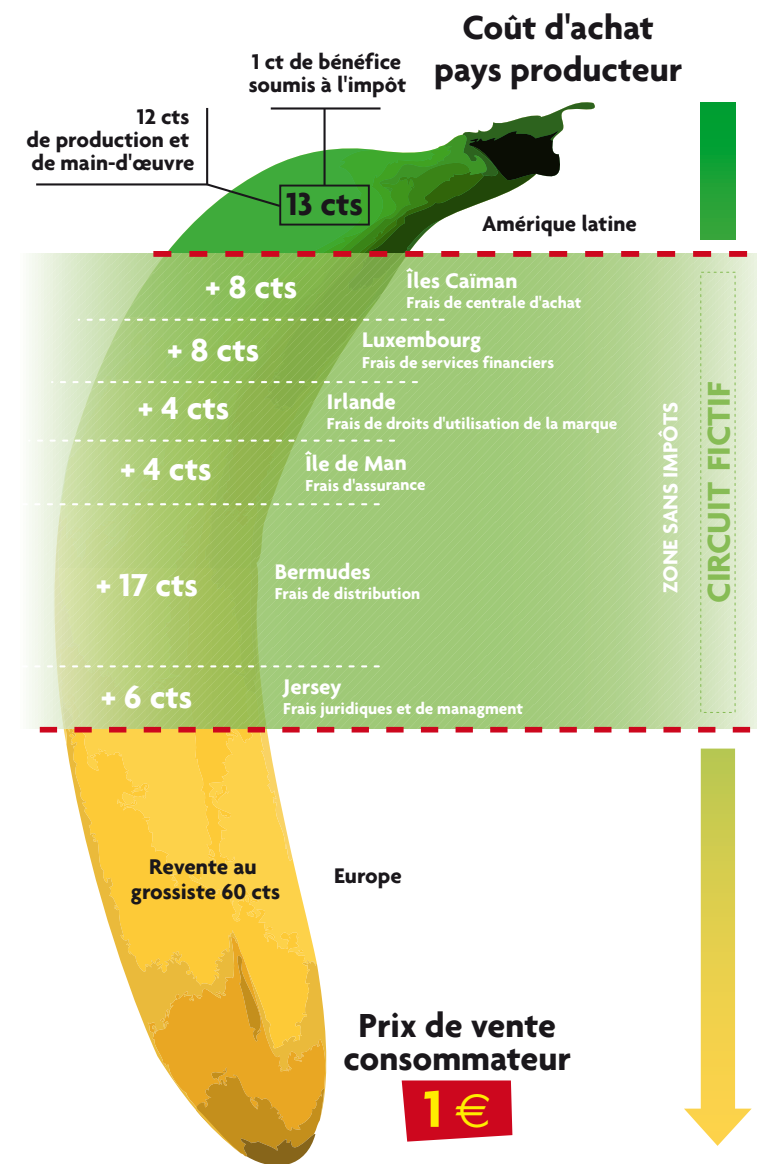 Coût d'achat
pays producteur
1 ct de bénéfice
soumis à l'impôt
12 cts
de production et
de main-d'œuvre
13 cts
Amérique latine
+ 8 cts
Îles Caïman
Frais de centrale d'achat
+ 8 cts
Luxembourg
Frais de services financiers
+ 4 cts
Irlande
Frais de droits d'utilisation de la marque
+ 4 cts
Île de Man
Frais d'assurance
+ 17 cts
Bermudes
Frais de distribution
+ 6 cts
Jersey
Frais juridiques et de managment
ZONE SANS IMPÔTS
CIRCUIT FICTIF
Revente au
grossiste 60 cts
Europe
Prix de vente
consommateur
1 €